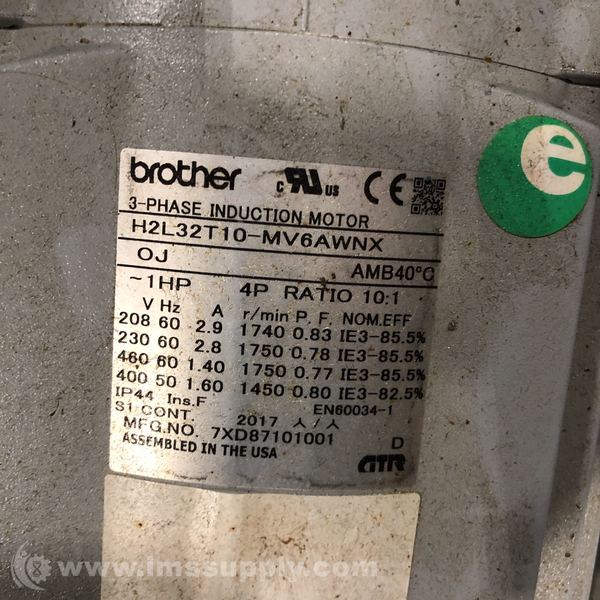 brother c UL US CE
3-PHASE INDUCTION MOTOR
H2L32T10-MV6AWNX
OJ AMB40°C
~1HP 4P RATIO 10:1
V Hz A r/min P. F. NOM.EFF
208 60 2.9 1740 0.83 IE3-85.5%
230 60 2.8 1750 0.78 IE3-85.5%
460 60 1.40 1750 0.77 IE3-85.5%
400 50 1.60 1450 0.80 IE3-82.5%
IP44 Ins.F EN60034-1
S1 CONT. 2017 人/人
MFG.NO. 7XD87101001 D
ASSEMBLED IN THE USA GTR
e
www.imssupply.com